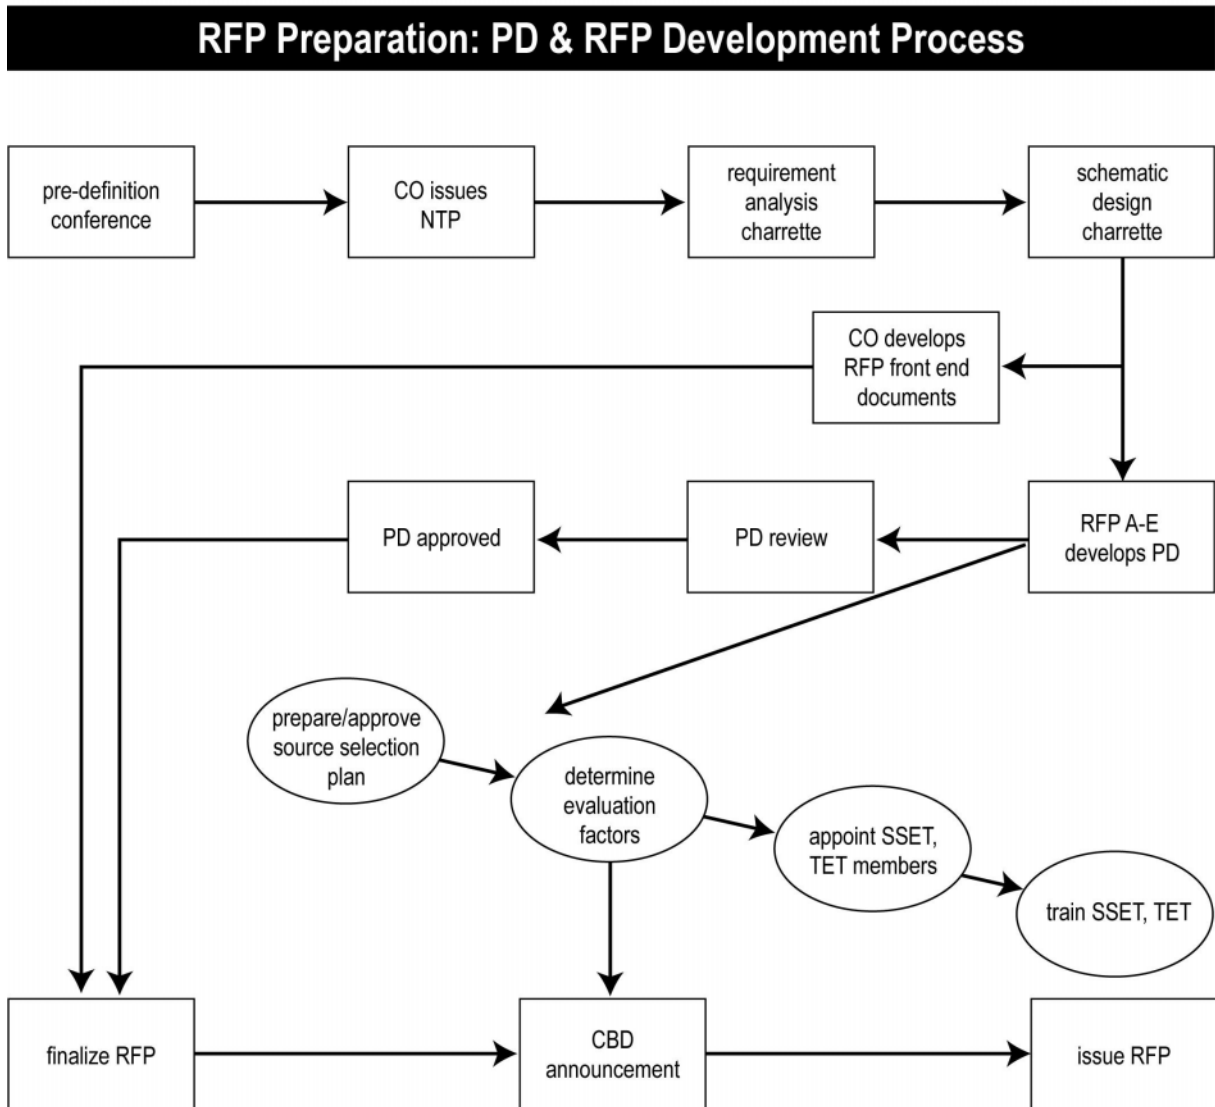 RFP Preparation: PD & RFP Development Process
pre-definition
conference
CO issues
NTP
requirement
analysis
charrette
schematic
design
charrette
CO develops
RFP front end
documents
PD approved
PD review
RFP A-E
develops PD
prepare/approve
source selection
plan
determine
evaluation
factors
appoint SSET,
TET members
train SSET, TET
finalize RFP
CBD
announcement
issue RFP